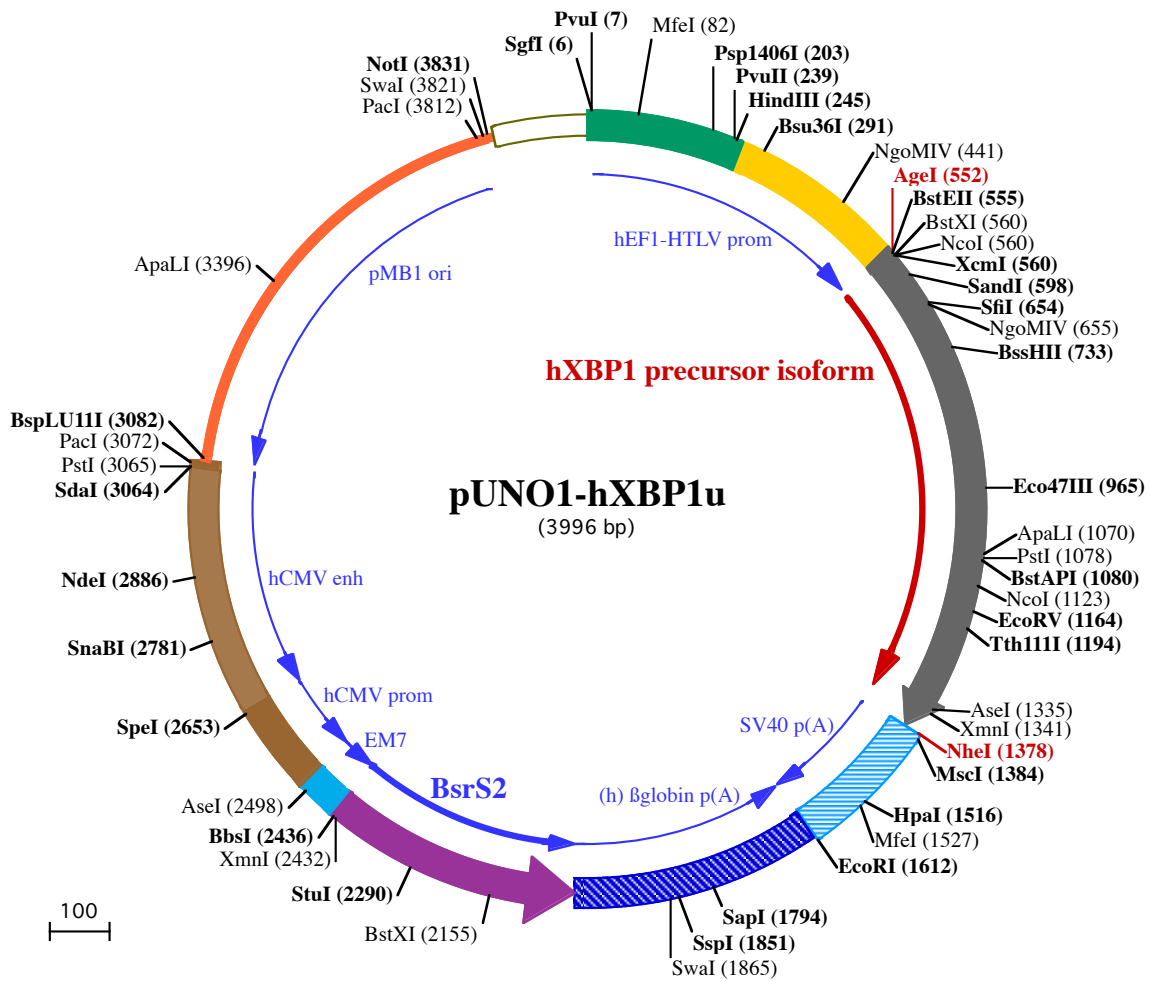 PvuI (7)
SgfI (6)
MfeI (82)
Psp1406I (203)
PvuII (239)
HindIII (245)
Bsu36I (291)
NgoMIV (441)
AgeI (552)
BstEII (555)
BstXI (560)
NcoI (560)
XcmI (560)
SandI (598)
SfiI (654)
NgoMIV (655)
BssHII (733)
Eco47III (965)
ApaLI (1070)
PstI (1078)
BstAPI (1080)
NcoI (1123)
EcoRV (1164)
Tth111I (1194)
AseI (1335)
XmnI (1341)
NheI (1378)
MscI (1384)
HpaI (1516)
MfeI (1527)
EcoRI (1612)
SapI (1794)
SspI (1851)
SwaI (1865)
BstXI (2155)
StuI (2290)
XmnI (2432)
BbsI (2436)
AseI (2498)
SpeI (2653)
SnaBI (2781)
NdeI (2886)
SdaI (3064)
PstI (3065)
PacI (3072)
BspLU11I (3082)
ApaLI (3396)
PacI (3812)
SwaI (3821)
NotI (3831)
hEF1-HTLV prom
pMB1 ori
hXBP1 precursor isoform
pUNO1-hXBP1u
(3996 bp)
hCMV enh
hCMV prom
EM7
BsrS2
(h) ßglobin p(A)
SV40 p(A)
100